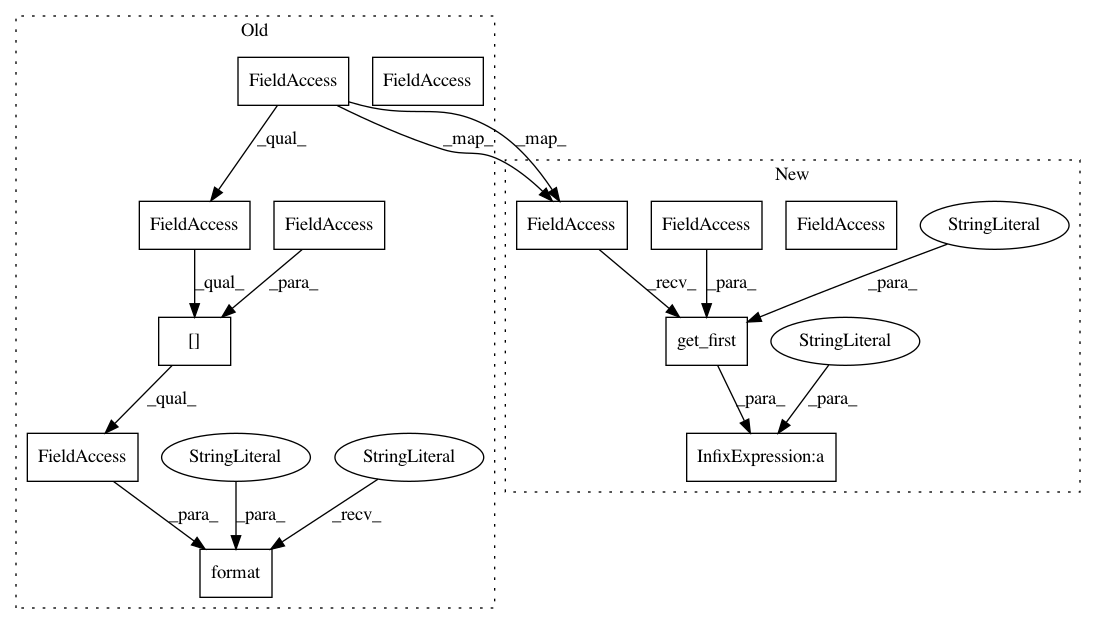 Old
FieldAccess FieldAccess
_qual_ _map_ _map_
New
FieldAccess FieldAccess FieldAccess FieldAccess FieldAccess StringLiteral
_qual_ _para_ _recv_ _para_ _para_
[] get_first StringLiteral
_qual_ _para_ _para_
FieldAccess StringLiteral StringLiteral InfixExpression:a
_para_ _para_ _recv_
format